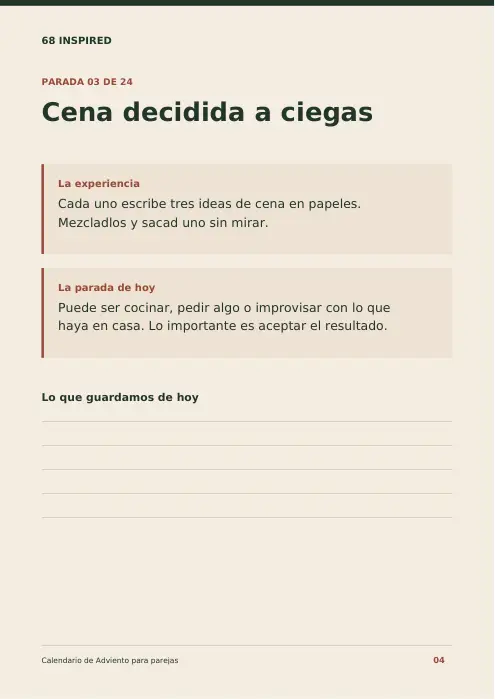 68 INSPIRED
PARADA 03 DE 24
Cena decidida a ciegas
La experiencia
Cada uno escribe tres ideas de cena en papeles.
Mezcladlos y sacad uno sin mirar.
La parada de hoy
Puede ser cocinar, pedir algo o improvisar con lo que
haya en casa. Lo importante es aceptar el resultado.
Lo que guardamos de hoy
Calendario de Adviento para parejas
04